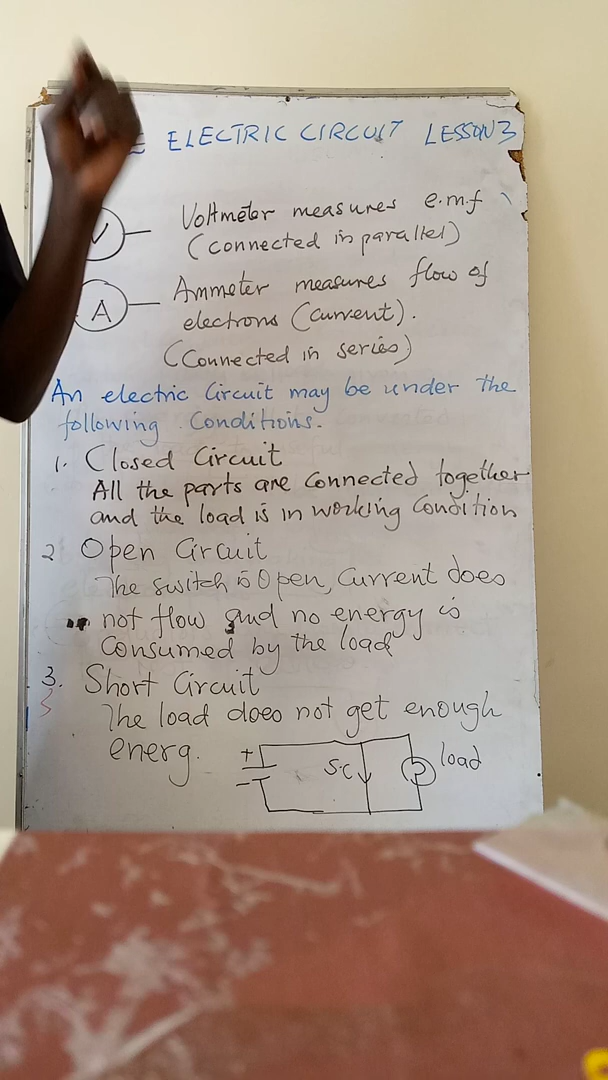 ELECTRIC CIRCUIT LESSON 3
V Voltmeter measures e.m.f
(connected in parallel)
A Ammeter measures flow of
electrons (current).
(Connected in series)
An electric Circuit may be under the
following Conditions.
1. Closed Circuit
All the parts are Connected together
and the load is in working Condition
2 Open Circuit
The switch is Open, Current does
not flow and no energy is
Consumed by the load
3. Short Circuit
The load does not get enough
energ.
+ S.C load
-